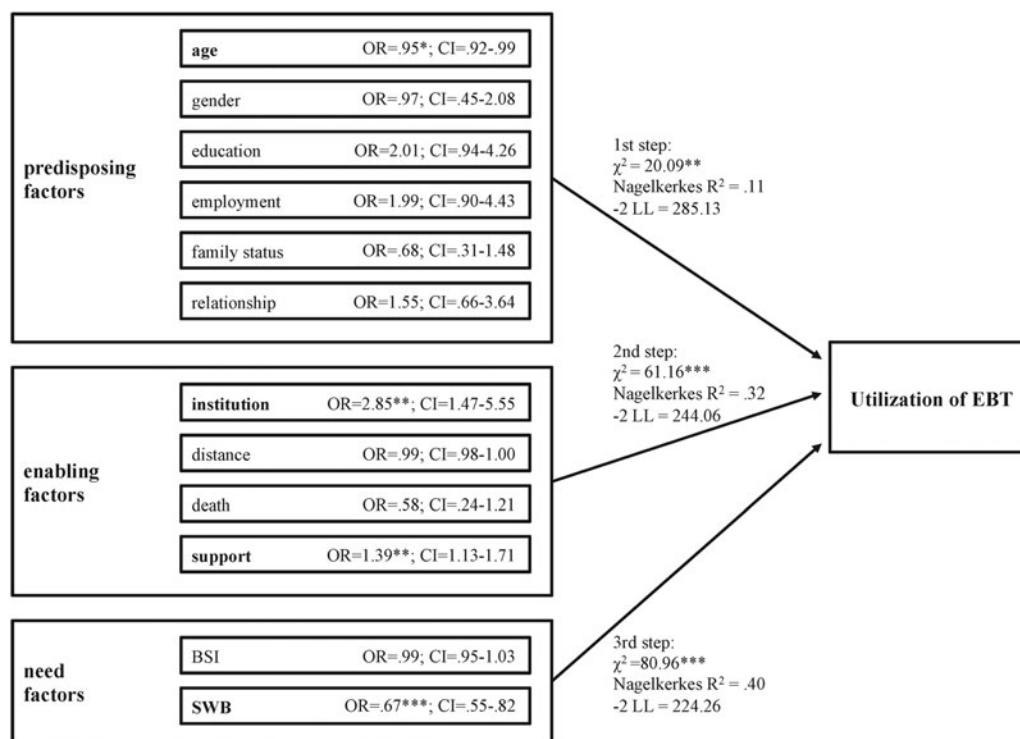 predisposing
factors
age OR=.95*; CI=.92-.99
gender OR=.97; CI=.45-2.08
education OR=2.01; CI=.94-4.26
employment OR=1.99; CI=.90-4.43
family status OR=.68; CI=.31-1.48
relationship OR=1.55; CI=.66-3.64
1st step:
χ² = 20.09**
Nagelkerkes R² = .11
-2 LL = 285.13
enabling
factors
institution OR=2.85**; CI=1.47-5.55
distance OR=.99; CI=.98-1.00
death OR=.58; CI=.24-1.21
support OR=1.39**; CI=1.13-1.71
2nd step:
χ² = 61.16***
Nagelkerkes R² = .32
-2 LL = 244.06
Utilization of EBT
need
factors
BSI OR=.99; CI=.95-1.03
SWB OR=.67***; CI=.55-.82
3rd step:
χ² =80.96***
Nagelkerkes R² = .40
-2 LL = 224.26